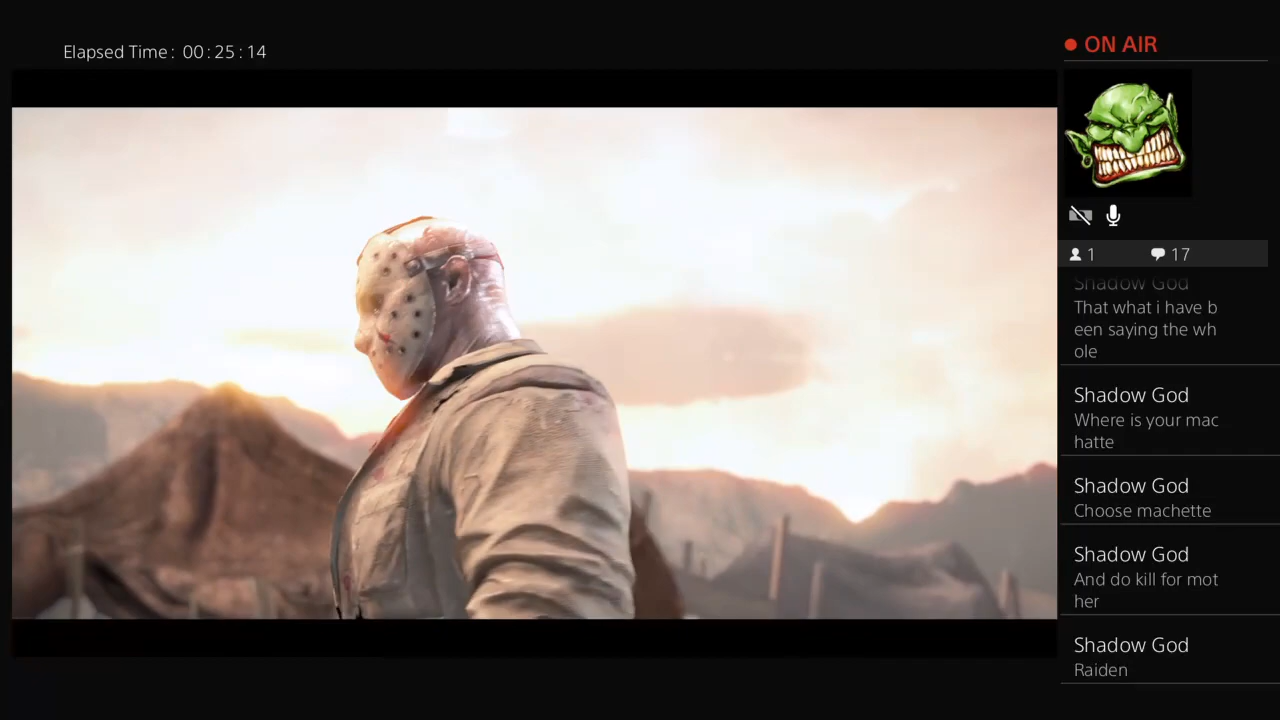 Elapsed Time: 00:25:14
ON AIR
1
17
Shadow God
That what i have b
een saying the wh
ole
Shadow God
Where is your mac
hatte
Shadow God
Choose machette
Shadow God
And do kill for mot
her
Shadow God
Raiden